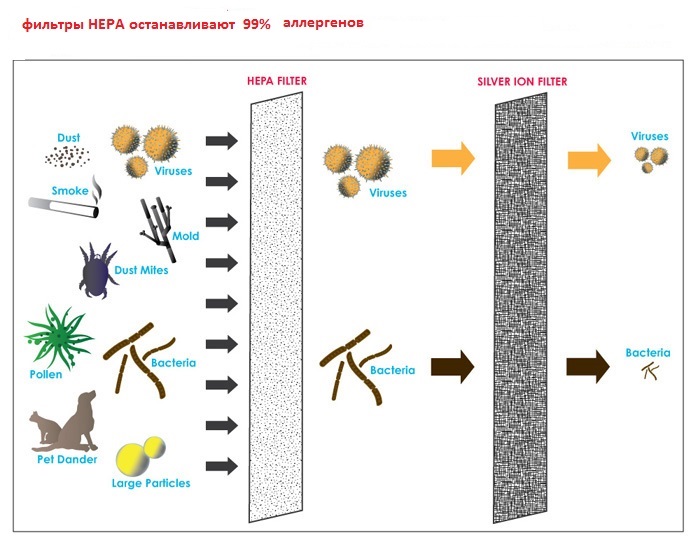 фильтры HEPA останавливают 99% аллергенов
HEPA FILTER
SILVER ION FILTER
Dust
Viruses
Smoke
Mold
Dust Mites
Pollen
Bacteria
Pet Dander
Large Particles
Viruses
Bacteria
Viruses
Bacteria